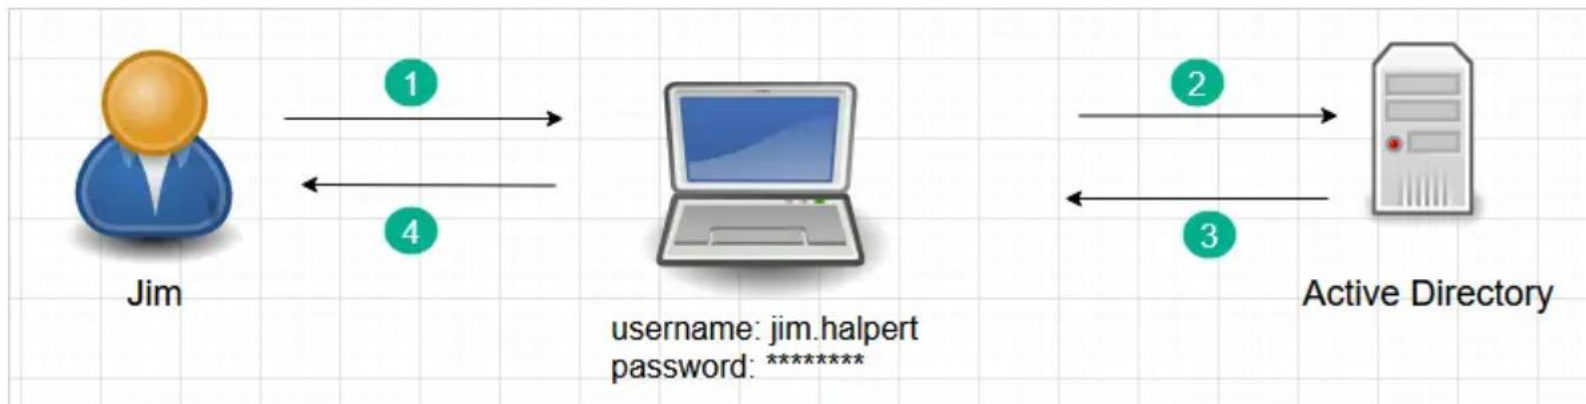 1
2
4
3
Jim
Active Directory
username: jim.halpert
password: ********